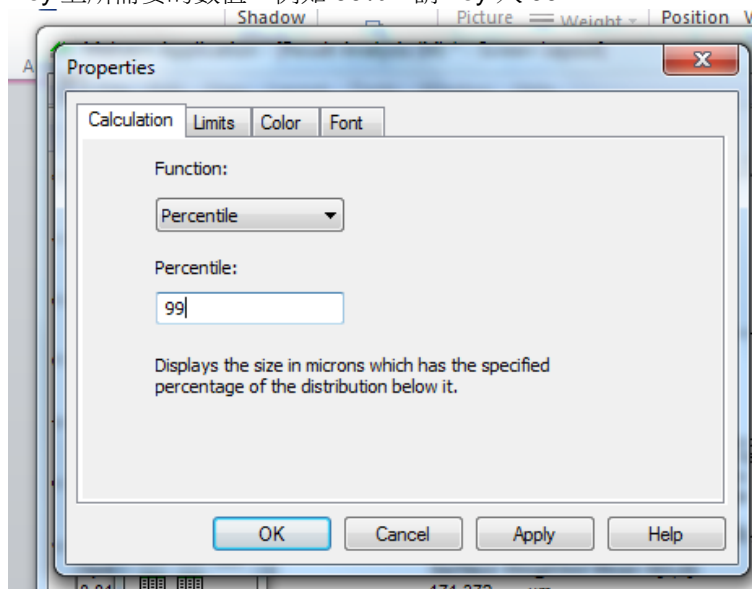 Shadow
Picture
Weight
Position
A
Properties
Calculation
Limits
Color
Font
Function:
Percentile
Percentile:
99
Displays the size in microns which has the specified
percentage of the distribution below it.
OK
Cancel
Apply
Help